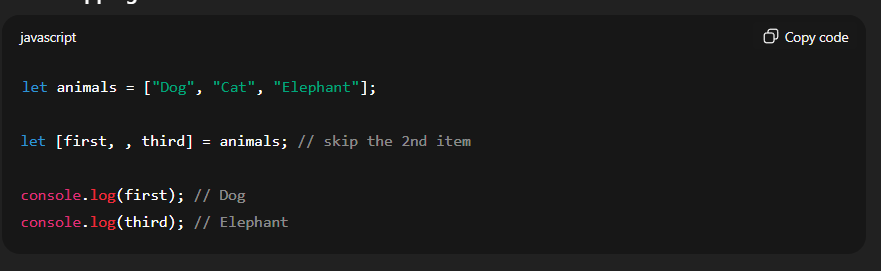 javascript
Copy code
let animals = ["Dog", "Cat", "Elephant"];
let [first, , third] = animals; // skip the 2nd item
console.log(first); // Dog
console.log(third); // Elephant